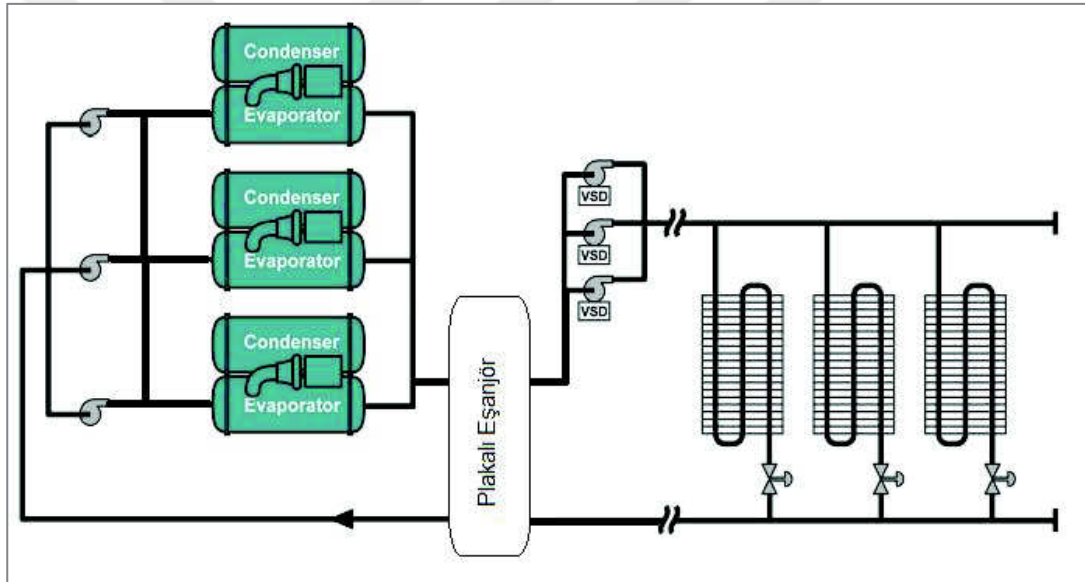 Condenser
Evaporator
Condenser
Evaporator
Condenser
Evaporator
Plakalı Eşanjör
VSD
VSD
VSD